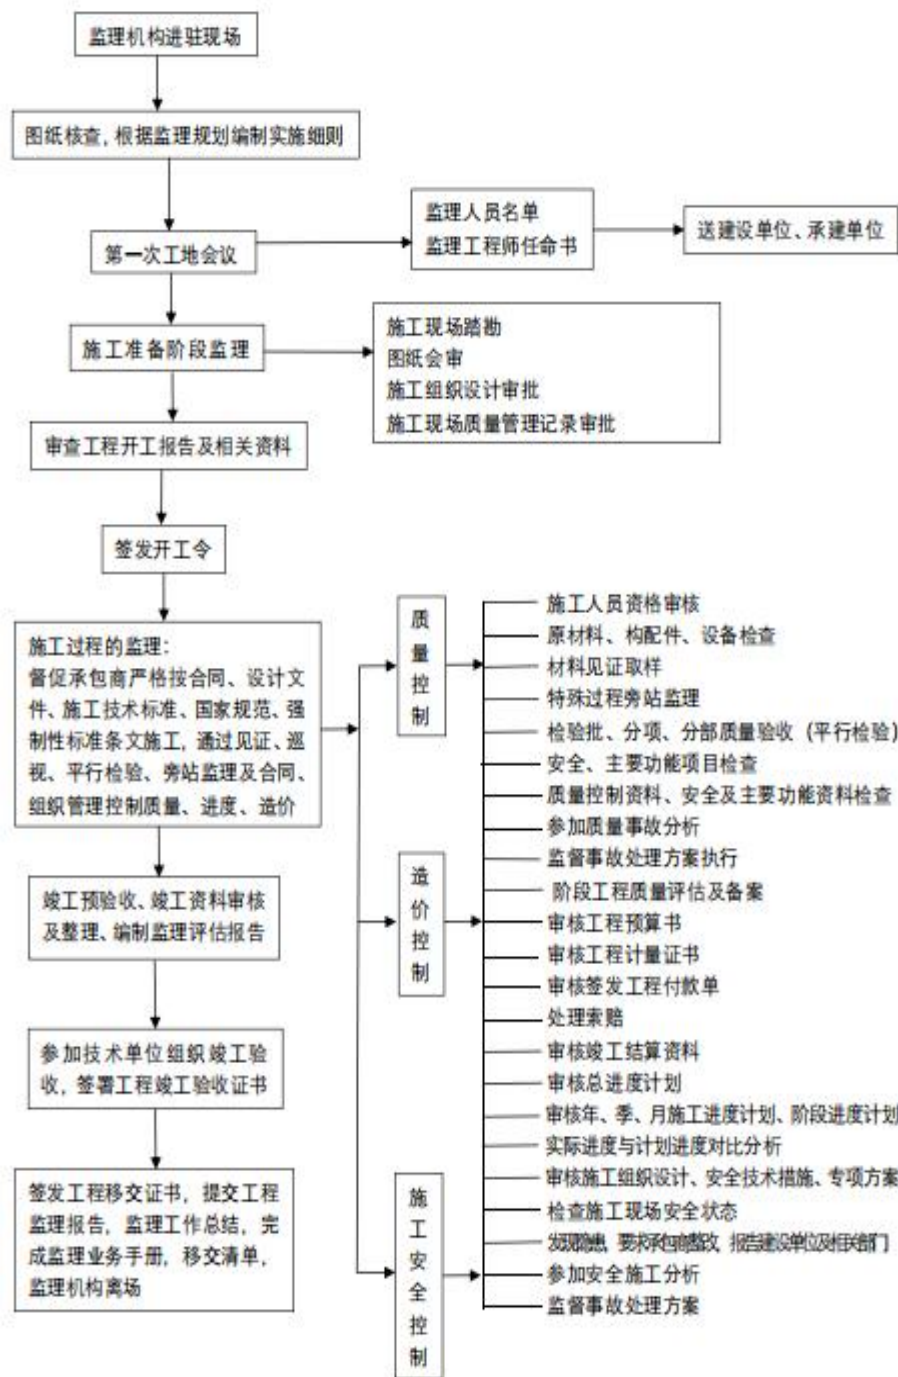 监理机构进驻现场
图纸核查,根据监理规划编制实施细则
监理人员名单
监理工程师任命书
送建设单位、承建单位
第一次工地会议
施工准备阶段监理
施工现场踏勘
图纸会审
施工组织设计审批
施工现场质量管理记录审批
审查工程开工报告及相关资料
签发开工令
施工过程的监理:
督促承包商严格按合同、设计文
件、施工技术标准、国家规范、强
制性标准条文施工,通过见证、巡
视、平行检验、旁站监理及合同、
组织管理控制质量、进度、造价
竣工预验收、竣工资料审核
及整理、编制监理评估报告
参加技术单位组织竣工验
收,签署工程竣工验收证书
签发工程移交证书,提交工程
监理报告,监理工作总结,完
成监理业务手册,移交清单,
监理机构离场
质
量
控
制
造
价
控
制
施
工
安
全
控
制
施工人员资格审核
原材料、构配件、设备检查
材料见证取样
特殊过程旁站监理
检验批、分项、分部质量验收(平行检验)
安全、主要功能项目检查
质量控制资料、安全及主要功能资料检查
参加质量事故分析
监督事故处理方案执行
阶段工程质量评估及备案
审核工程预算书
审核工程计量证书
审核签发工程付款单
处理索赔
审核竣工结算资料
审核总进度计划
审核年、季、月施工进度计划、阶段进度计划
实际进度与计划进度对比分析
审核施工组织设计、安全技术措施、专项方案
检查施工现场安全状态
发现隐患,要求承包商整改,报告建设单位及相关部门
参加安全施工分析
监督事故处理方案